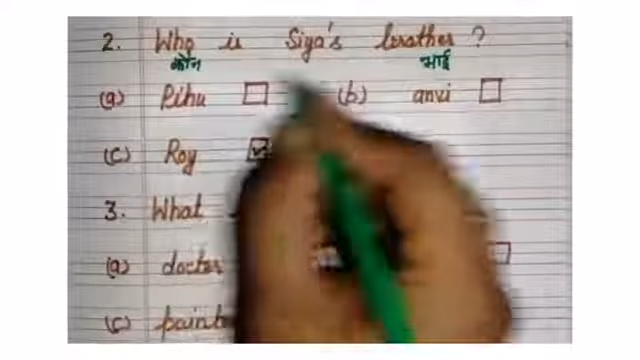 2. Who is Siya's brother ?
कौन भाई
(a) Pihu (b) anvi
(c) Roy
3. What
(a) doctor
(c)